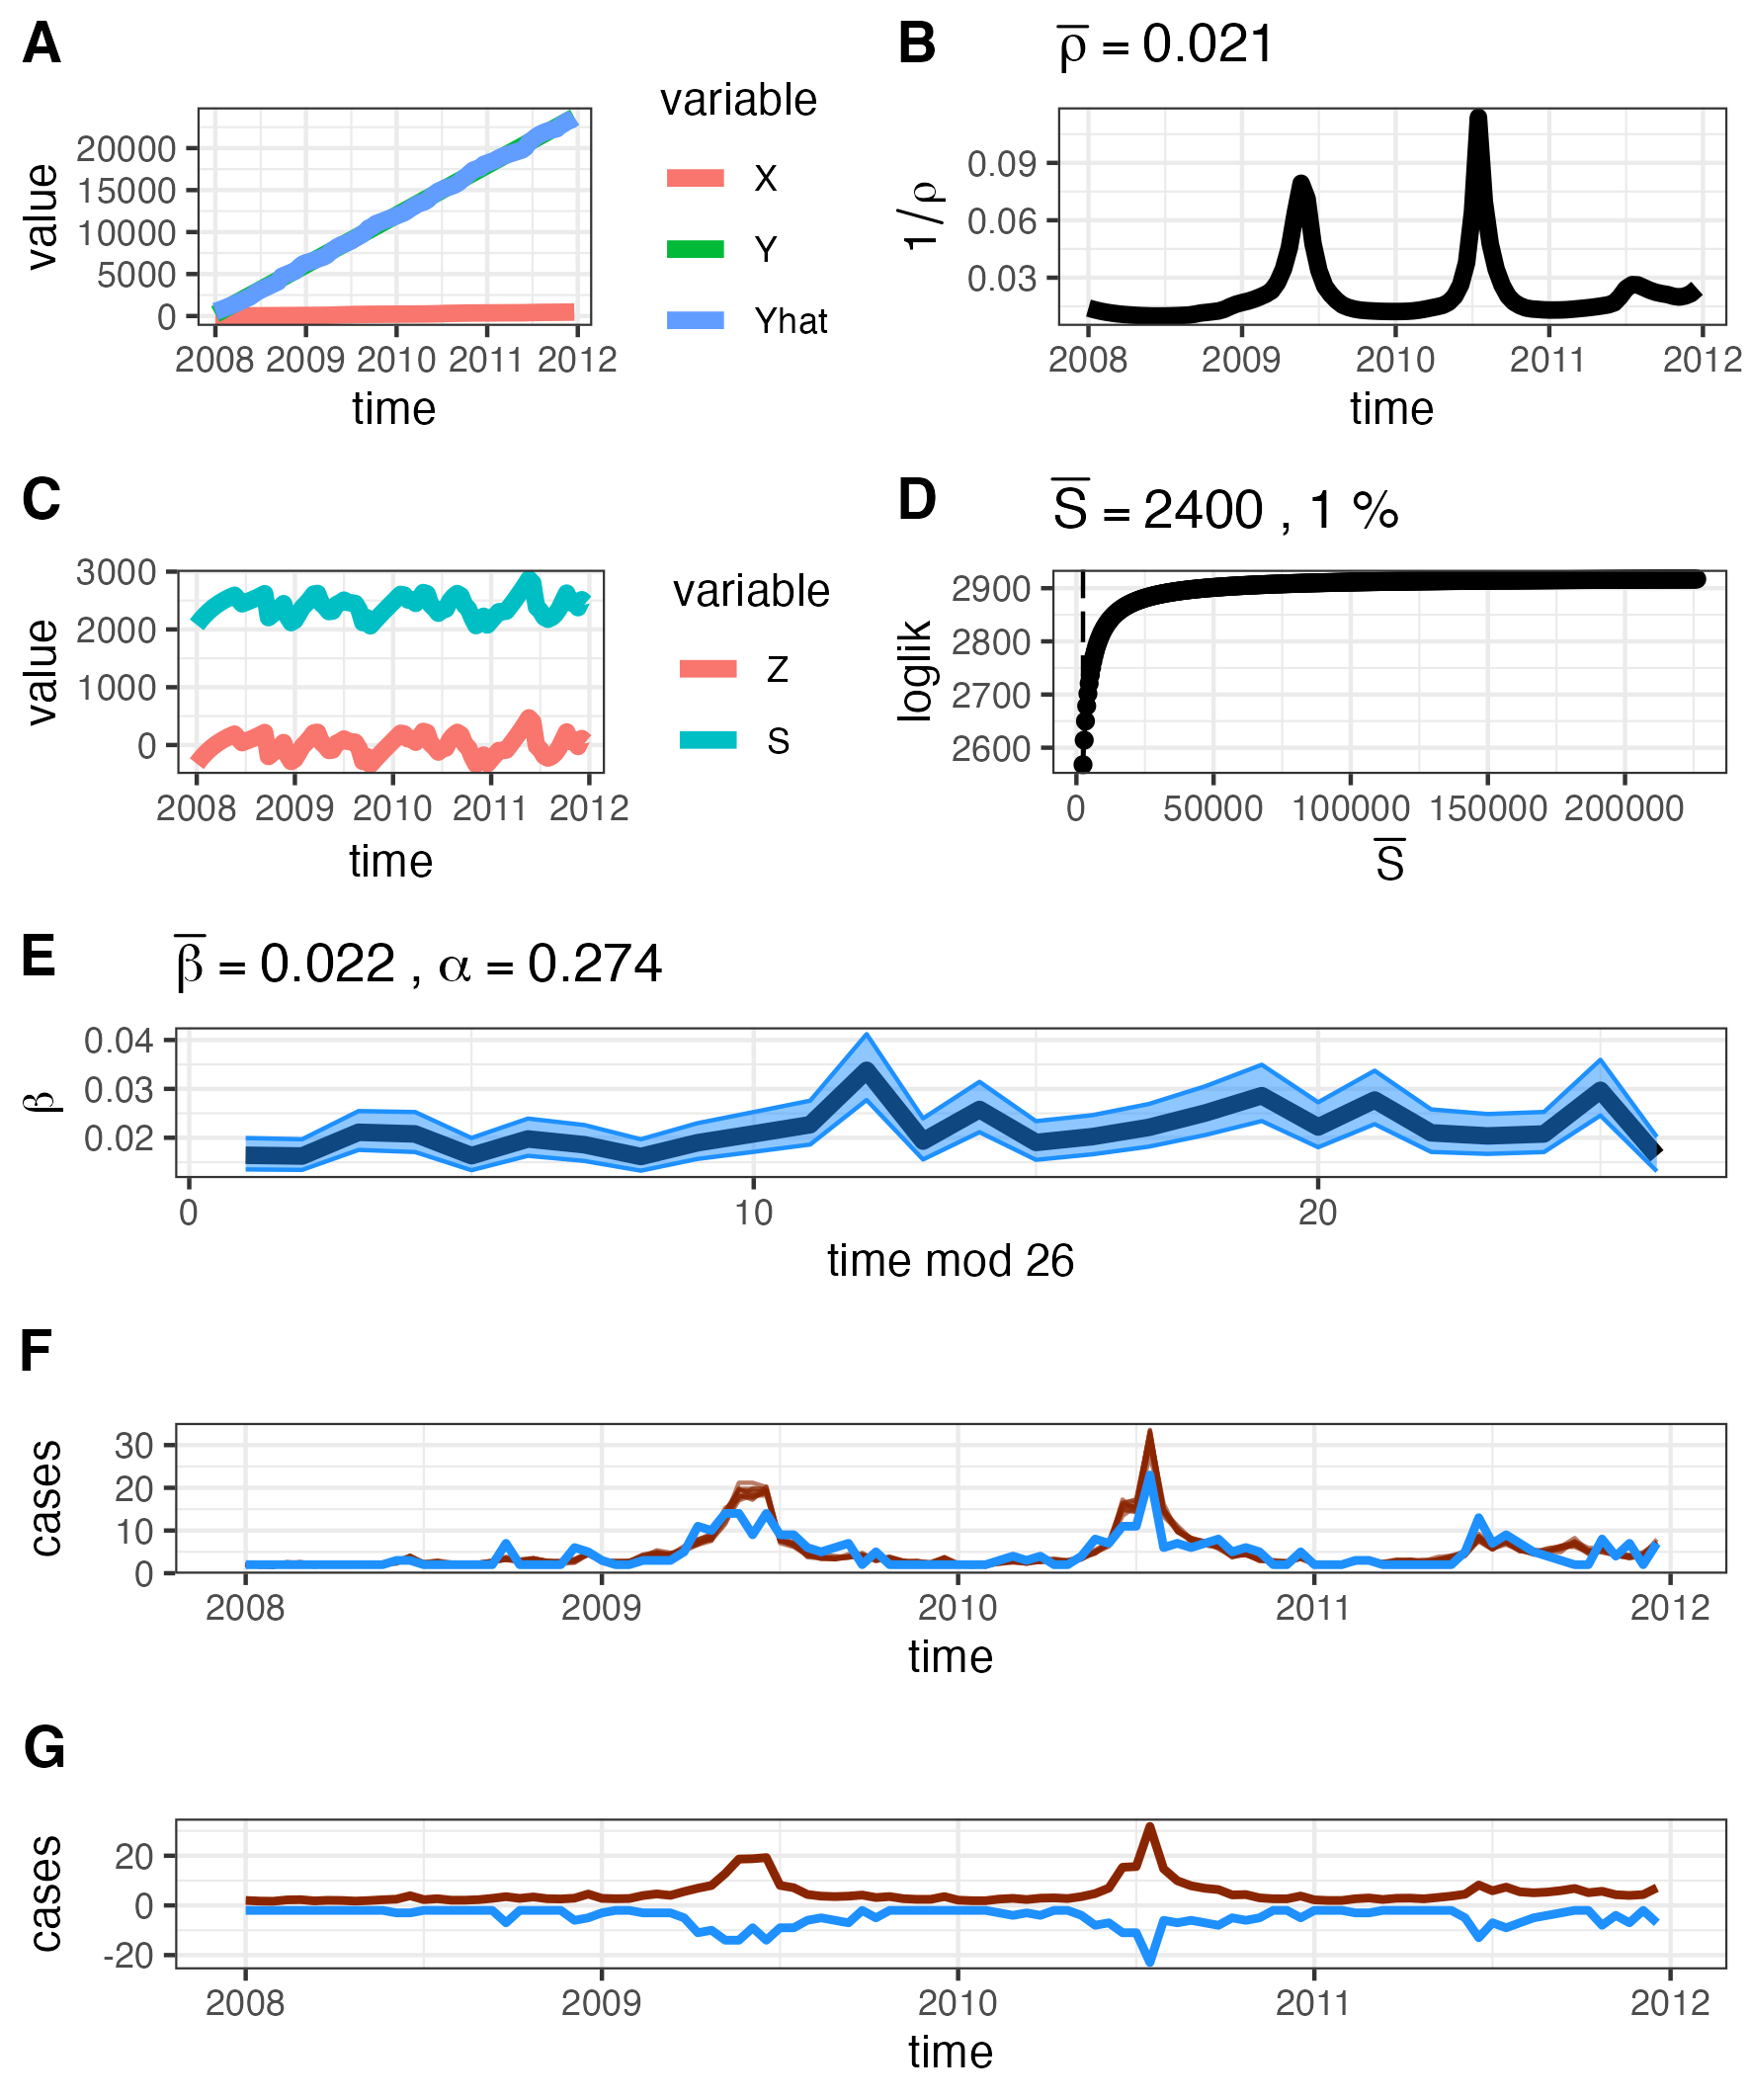 A
value
20000
15000
10000
5000
0
2008 2009 2010 2011 2012
time
variable
X
Y
Yhat
B
ρ̅ = 0.021
1/ρ
0.09
0.06
0.03
2008 2009 2010 2011 2012
time
C
value
3000
2000
1000
0
2008 2009 2010 2011 2012
time
variable
Z
S
D
S̅ = 2400 , 1 %
loglik
2900
2800
2700
2600
0 50000 100000 150000 200000
S̅
E
β̅ = 0.022 , α = 0.274
β
0.04
0.03
0.02
0 10 20
time mod 26
F
cases
30
20
10
0
2008 2009 2010 2011 2012
time
G
cases
20
0
-20
2008 2009 2010 2011 2012
time